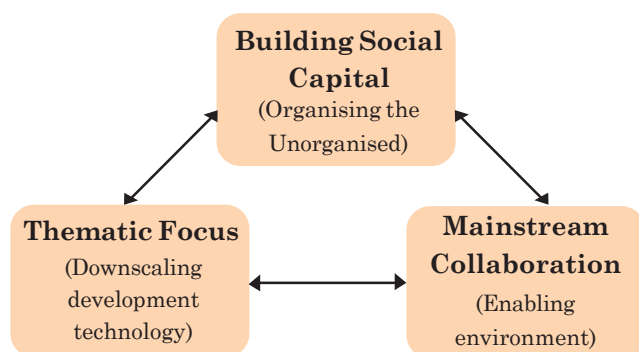 Building Social
Capital
(Organising the
Unorganised)
Thematic Focus
(Downscaling
development
technology)
Mainstream
Collaboration
(Enabling
environment)